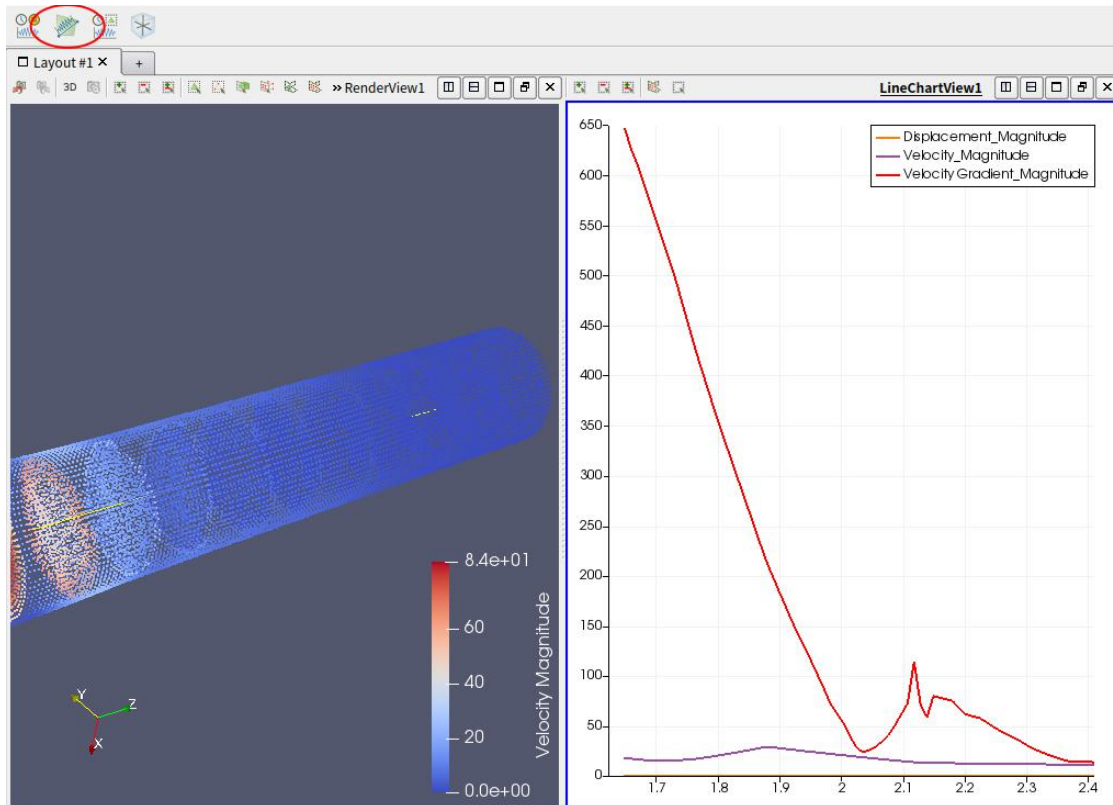 Layout #1
+
3D
» RenderView1
LineChartView1
Displacement_Magnitude
Velocity_Magnitude
Velocity Gradient_Magnitude
650
600
550
500
450
400
350
300
250
200
150
100
50
0
1.7 1.8 1.9 2 2.1 2.2 2.3 2.4
8.4e+01
60
40
20
0.0e+00
Velocity Magnitude
Y
Z
X